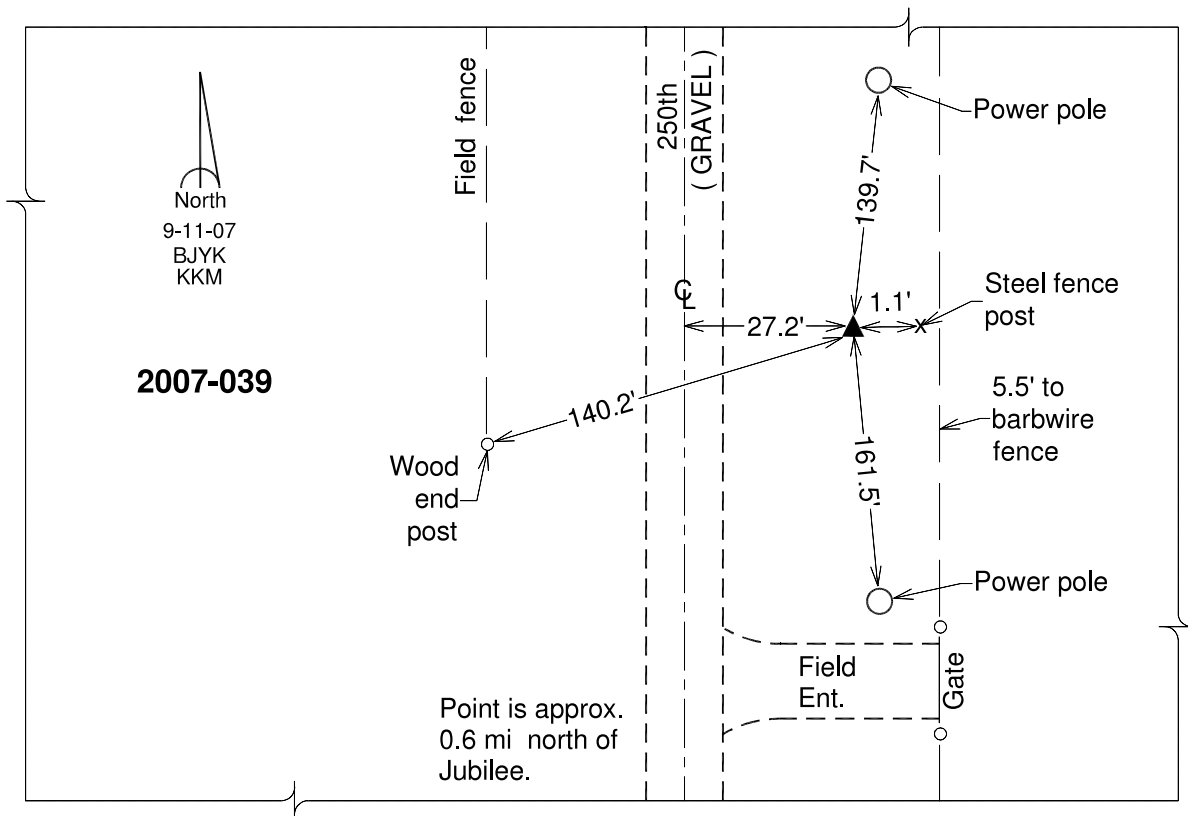 Field fence
250th
( GRAVEL )
Power pole
North
9-11-07
BJYK
KKM
139.7'
Steel fence
post
CL
1.1'
27.2'
2007-039
5.5' to
barbwire
fence
140.2'
161.5'
Wood
end
post
Power pole
Field
Ent.
Gate
Point is approx.
0.6 mi north of
Jubilee.
x